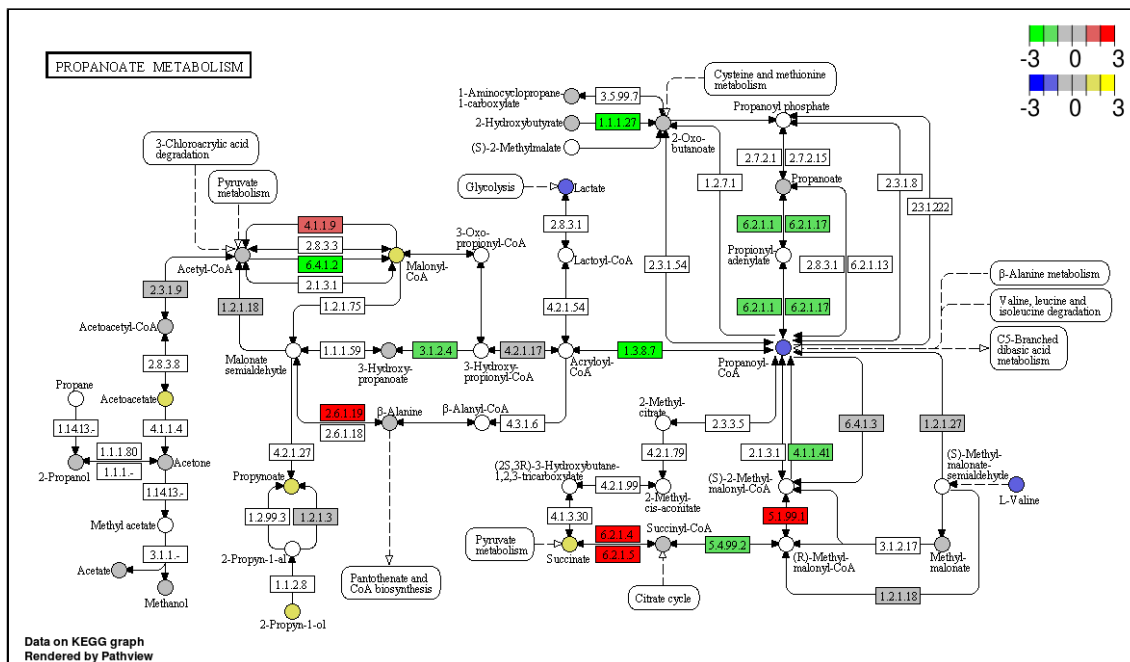 PROPANOATE METABOLISM
-3 0 3
-3 0 3
Cysteine and methionine
metabolism
1-Aminocyclopropane
1-carboxylate
3.5.99.7
Propanoyl phosphate
2-Hydroxybutyrate
1.1.1.27
2-Oxo-
butanoate
(S)-2-Methylmalate
3-Chloroacrylic acid
degradation
Pyruvate
metabolism
Glycolysis
Lactate
2.7.2.1
2.7.2.15
Propanoate
1.2.7.1
2.3.1.8
2.3.1.222
4.1.1.9
2.8.3.3
6.4.1.2
2.1.3.1
Acetyl-CoA
Malonyl-
CoA
3-Oxo-
propionyl-CoA
2.8.3.1
Lactoyl-CoA
2.3.1.54
6.2.1.1
6.2.1.17
Propionyl-
adenylate
2.8.3.1
6.2.1.13
β-Alanine metabolism
2.3.1.9
1.2.1.18
1.2.1.75
4.2.1.54
6.2.1.1
6.2.1.17
Valine, leucine and
isoleucine degradation
Acetoacetyl-CoA
C5-Branched
dibasic acid
metabolism
2.8.3.8
Malonate
semialdehyde
1.1.1.59
3-Hydroxy-
propanoate
3.1.2.4
3-Hydroxy-
propionyl-CoA
4.2.1.17
Acryloyl-
CoA
1.3.8.7
Propanoyl-
CoA
Propane
Acetoacetate
2.6.1.19
2.6.1.18
β-Alanine
β-Alanyl-CoA
4.3.1.6
2-Methyl-
citrate
2.3.3.5
6.4.1.3
1.2.1.27
1.14.13.-
4.1.1.4
1.1.1.80
1.1.1.-
2-Propanol
Acetone
4.2.1.27
4.2.1.79
2.1.3.1
4.1.1.41
(S)-Methyl-
malonate-
semialdehyde
(2S,3R)-3-Hydroxybutane-
1,2,3-tricarboxylate
4.2.1.99
2-Methyl-
cis-aconitate
(S)-2-Methyl-
malonyl-CoA
L-Valine
1.14.13.-
Propynoate
1.2.99.3
1.2.1.3
Methyl acetate
4.1.3.30
5.1.99.1
3.1.1.-
2-Propyn-1-al
Pyruvate
metabolism
Succinate
6.2.1.4
6.2.1.5
Succinyl-CoA
5.4.99.2
(R)-Methyl-
malonyl-CoA
3.1.2.17
Methyl-
malonate
Acetate
Methanol
1.1.2.8
Pantothenate and
CoA biosynthesis
Citrate cycle
1.2.1.18
2-Propyn-1-ol
Data on KEGG graph
Rendered by Pathview